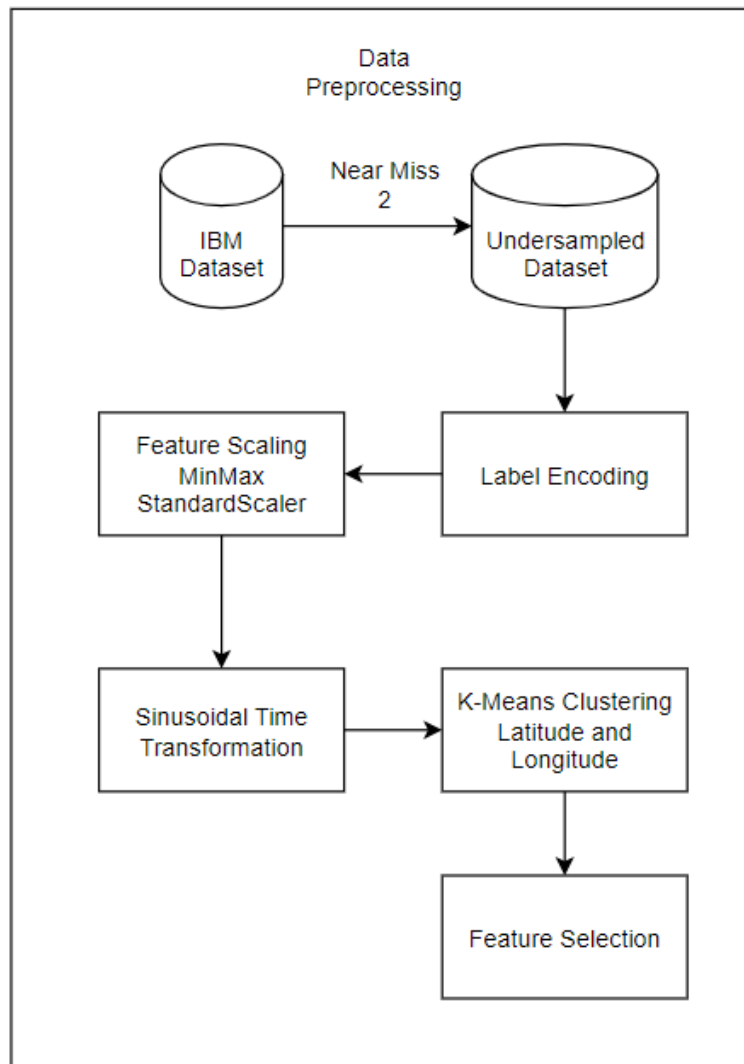 Data
Preprocessing
Near Miss
2
IBM
Dataset
Undersampled
Dataset
Label Encoding
Feature Scaling
MinMax
StandardScaler
Sinusoidal Time
Transformation
K-Means Clustering
Latitude and
Longitude
Feature Selection